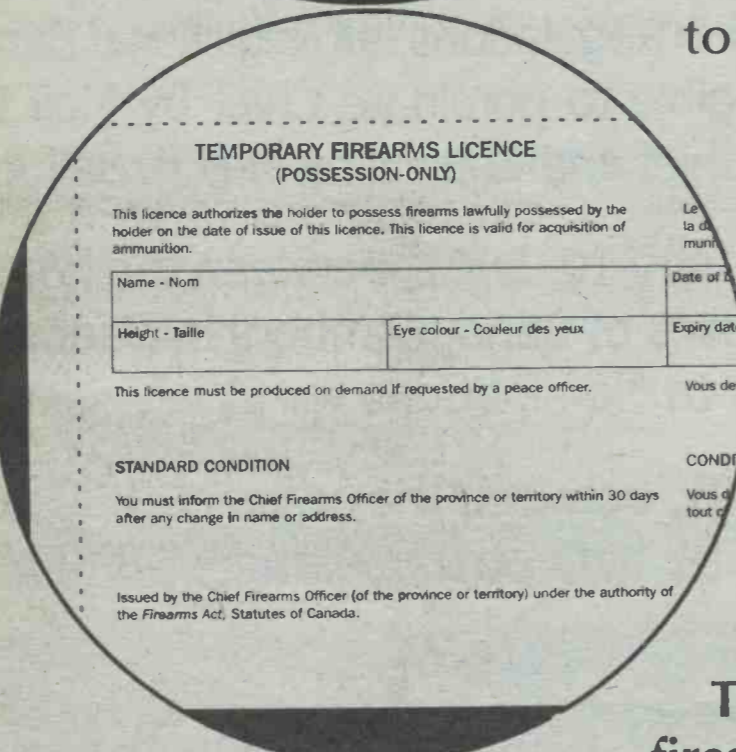 to
TEMPORARY FIREARMS LICENCE
(POSSESSION-ONLY)
This licence authorizes the holder to possess firearms lawfully possessed by the
holder on the date of issue of this licence. This licence is valid for acquisition of
ammunition.
Le
la
Name - Nom
Date of
Height - Taille
Eye colour - Couleur des yeux
Expiry
This licence must be produced on demand If requested by a peace officer.
Vous
STANDARD CONDITION
You must inform the Chief Firearms Officer of the province or territory within 30 days
after any change in name or address.
Vous
tout
Issued by the Chief Firearms Officer (of the province or territory) under the authority of
the Firearms Act, Statutes of Canada.